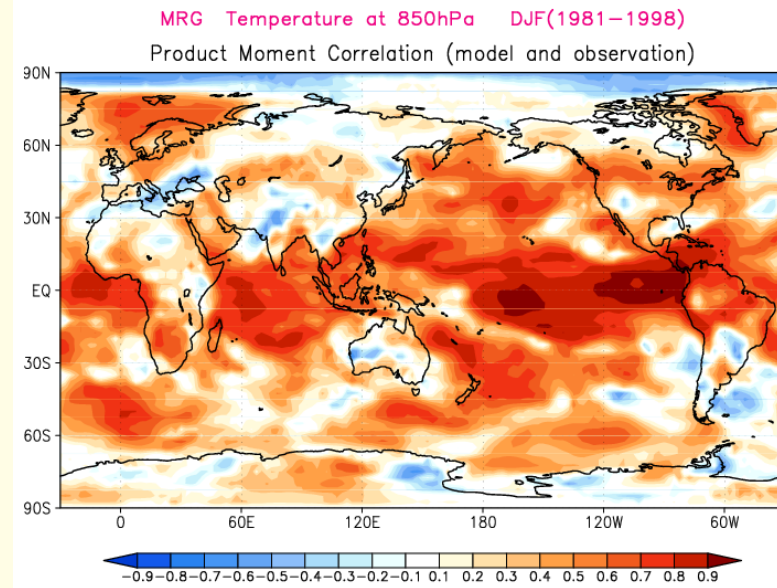 MRG Temperature at 850hPa DJF(1981-1998)
Product Moment Correlation (model and observation)
90N
60N
30N
EQ
30S
60S
90S
0 60E 120E 180 120W 60W
-0.9-0.8-0.7-0.6-0.5-0.4-0.3-0.2-0.1 0.1 0.2 0.3 0.4 0.5 0.6 0.7 0.8 0.9